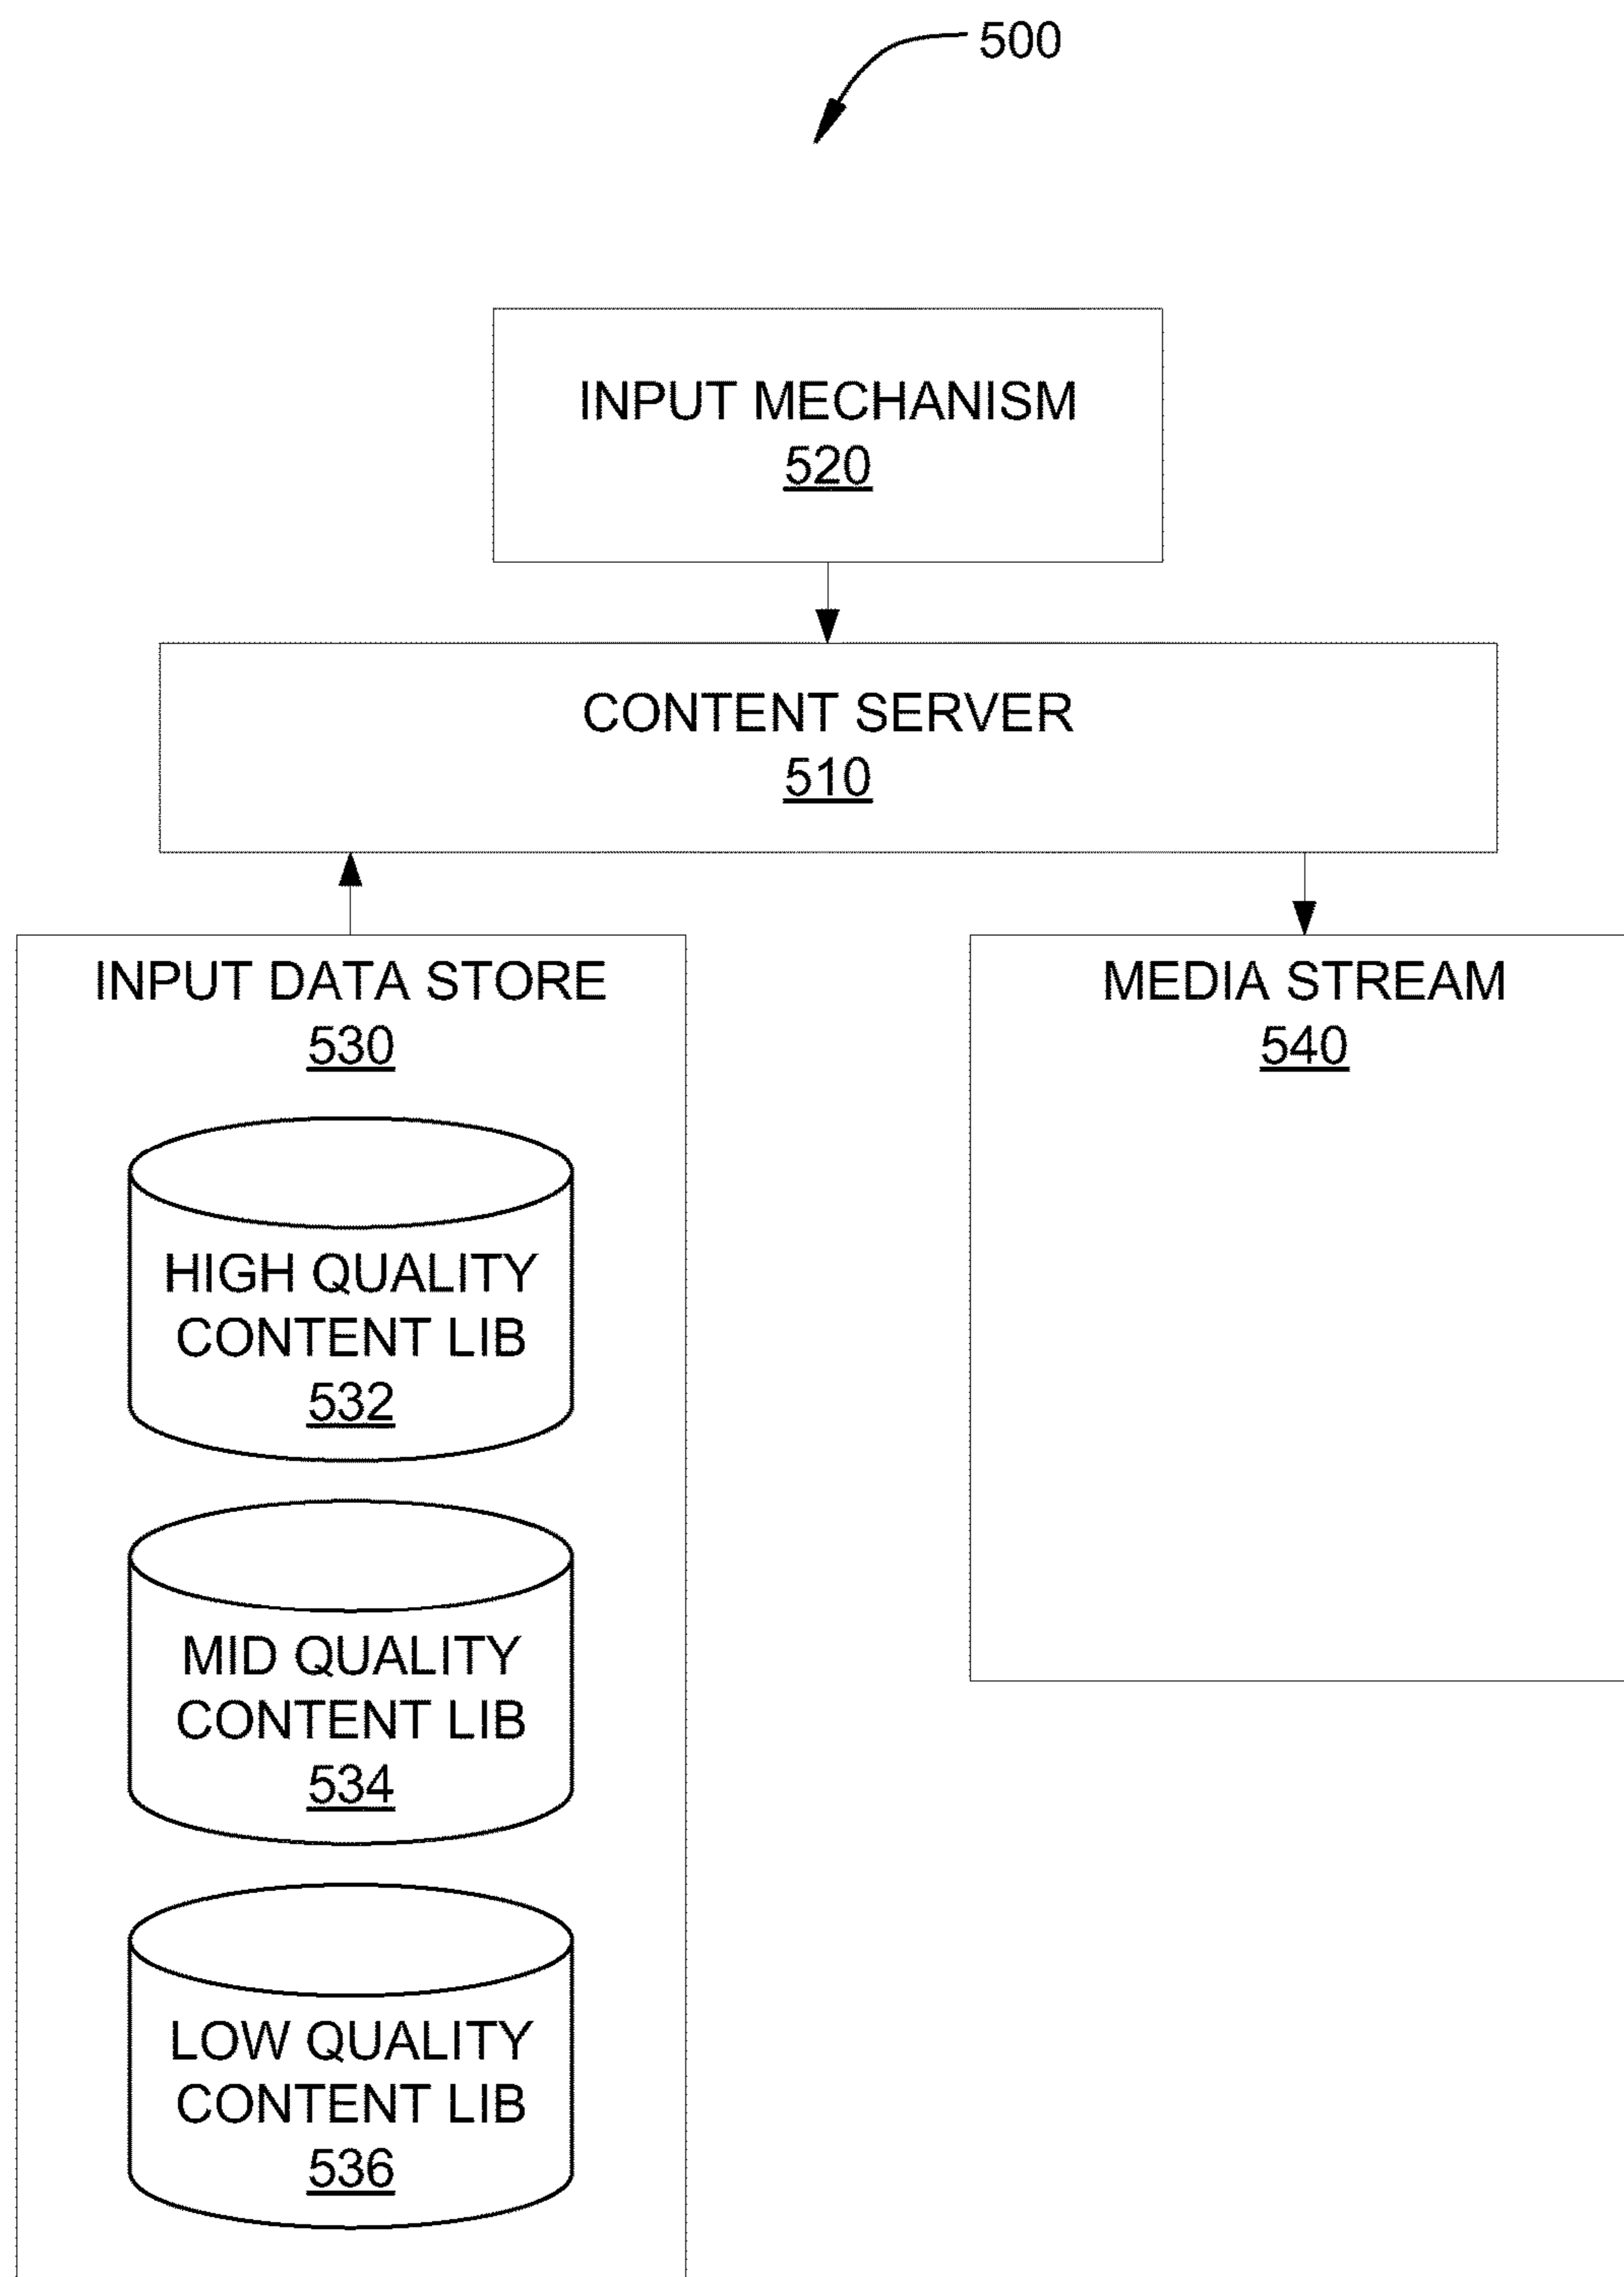 500
INPUT MECHANISM
520
CONTENT SERVER
510
INPUT DATA STORE
530
HIGH QUALITY
CONTENT LIB
532
MID QUALITY
CONTENT LIB
534
LOW QUALITY
CONTENT LIB
536
MEDIA STREAM
540